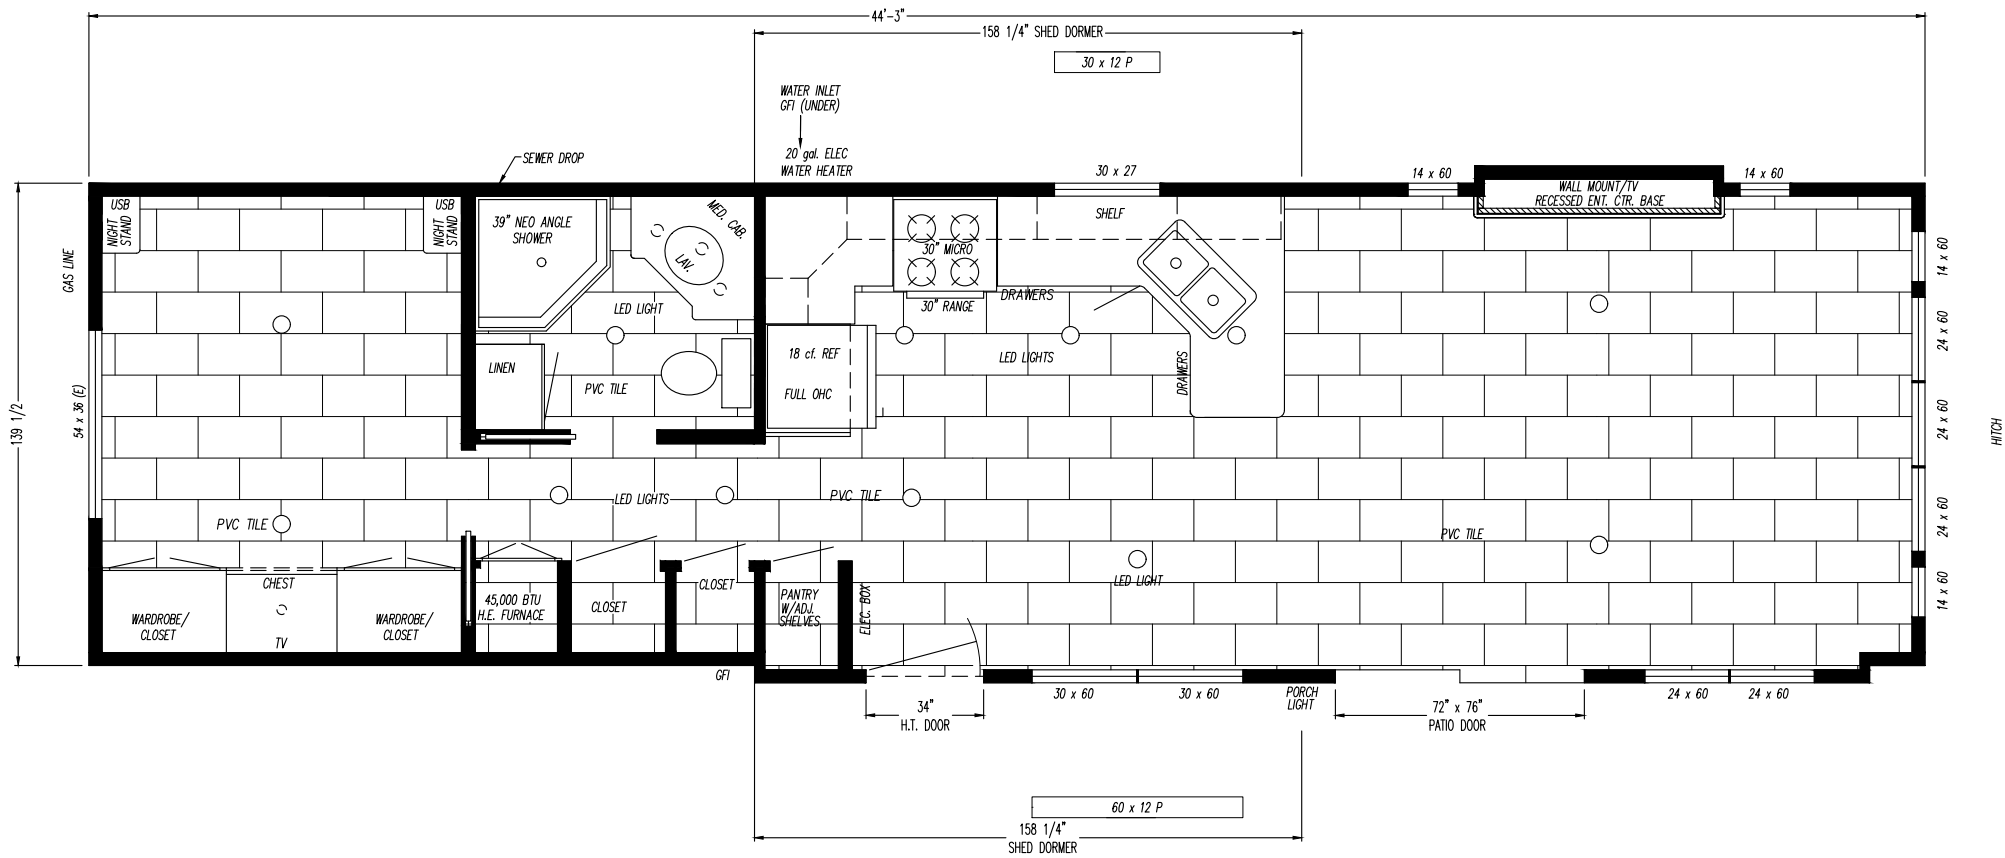 44'-3"
158 1/4" SHED DORMER
30 x 12 P
WATER INLET
GFI (UNDER)
20 gal. ELEC
WATER HEATER
SEWER DROP
30 x 27
14 x 60
14 x 60
WALL MOUNT/TV
RECESSED ENT. CTR. BASE
USB
NIGHT
STAND
USB
NIGHT
STAND
39" NEO ANGLE
SHOWER
MED. CAB.
LAV.
SHELF
30" MICRO
30" RANGE
DRAWERS
GAS LINE
14 x 60
LED LIGHT
24 x 60
18 cf. REF
LED LIGHTS
LINEN
PVC TILE
FULL OHC
DRAWERS
54 x 36 (E)
139 1/2
24 x 60
HITCH
LED LIGHTS
PVC TILE
PVC TILE
PVC TILE
24 x 60
CHEST
CLOSET
LED LIGHT
14 x 60
WARDROBE/
CLOSET
TV
WARDROBE/
CLOSET
45,000 BTU
H.E. FURNACE
CLOSET
PANTRY
W/ADJ.
SHELVES
ELEC. BOX
GFI
30 x 60
30 x 60
PORCH
LIGHT
24 x 60
24 x 60
34"
H.T. DOOR
72" x 76"
PATIO DOOR
60 x 12 P
158 1/4"
SHED DORMER